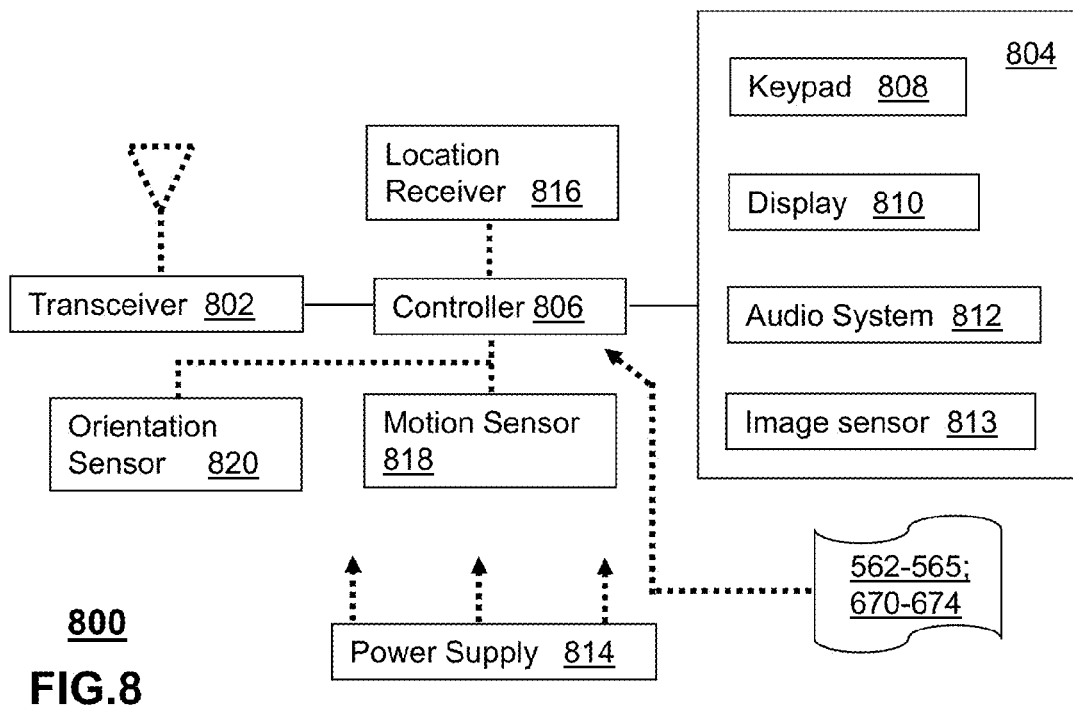 804
Keypad 808
Location
Receiver 816
Display 810
Transceiver 802
Controller 806
Audio System 812
Orientation
Sensor 820
Motion Sensor
818
Image sensor 813
562-565;
670-674
800
Power Supply 814
FIG.8